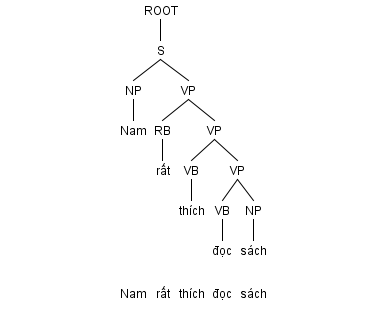 ROOT
S
NP VP
Nam RB VP
rất VB VP
thích VB NP
đọc sách
Nam rất thích đọc sách